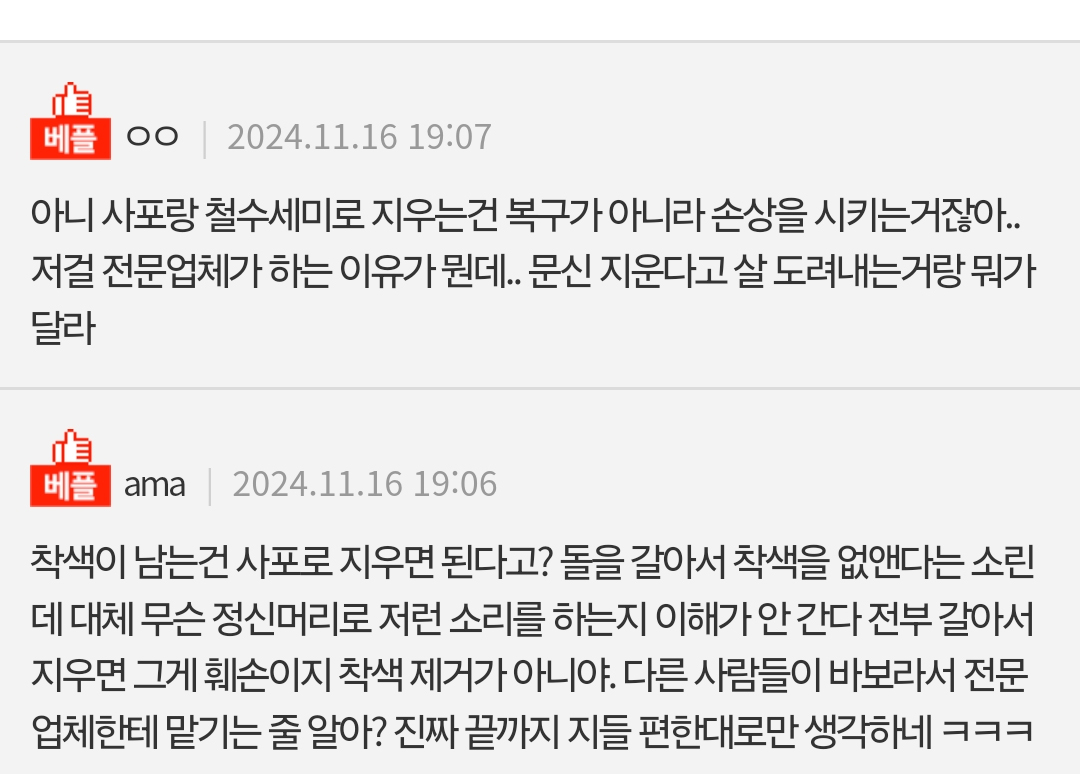 베플 ㅇㅇ | 2024.11.16 19:07
아니 사포랑 철수세미로 지우는건 복구가 아니라 손상을 시키는거잖아..
저걸 전문업체가 하는 이유가 뭔데.. 문신 지운다고 살 도려내는거랑 뭐가
달라
베플 ama | 2024.11.16 19:06
착색이 남는건 사포로 지우면 된다고? 돌을 갈아서 착색을 없앤다는 소린
데 대체 무슨 정신머리로 저런 소리를 하는지 이해가 안 간다 전부 갈아서
지우면 그게 훼손이지 착색 제거가 아니야. 다른 사람들이 바보라서 전문
업체한테 맡기는 줄 알아? 진짜 끝까지 지들 편한대로만 생각하네 ㅋㅋㅋ